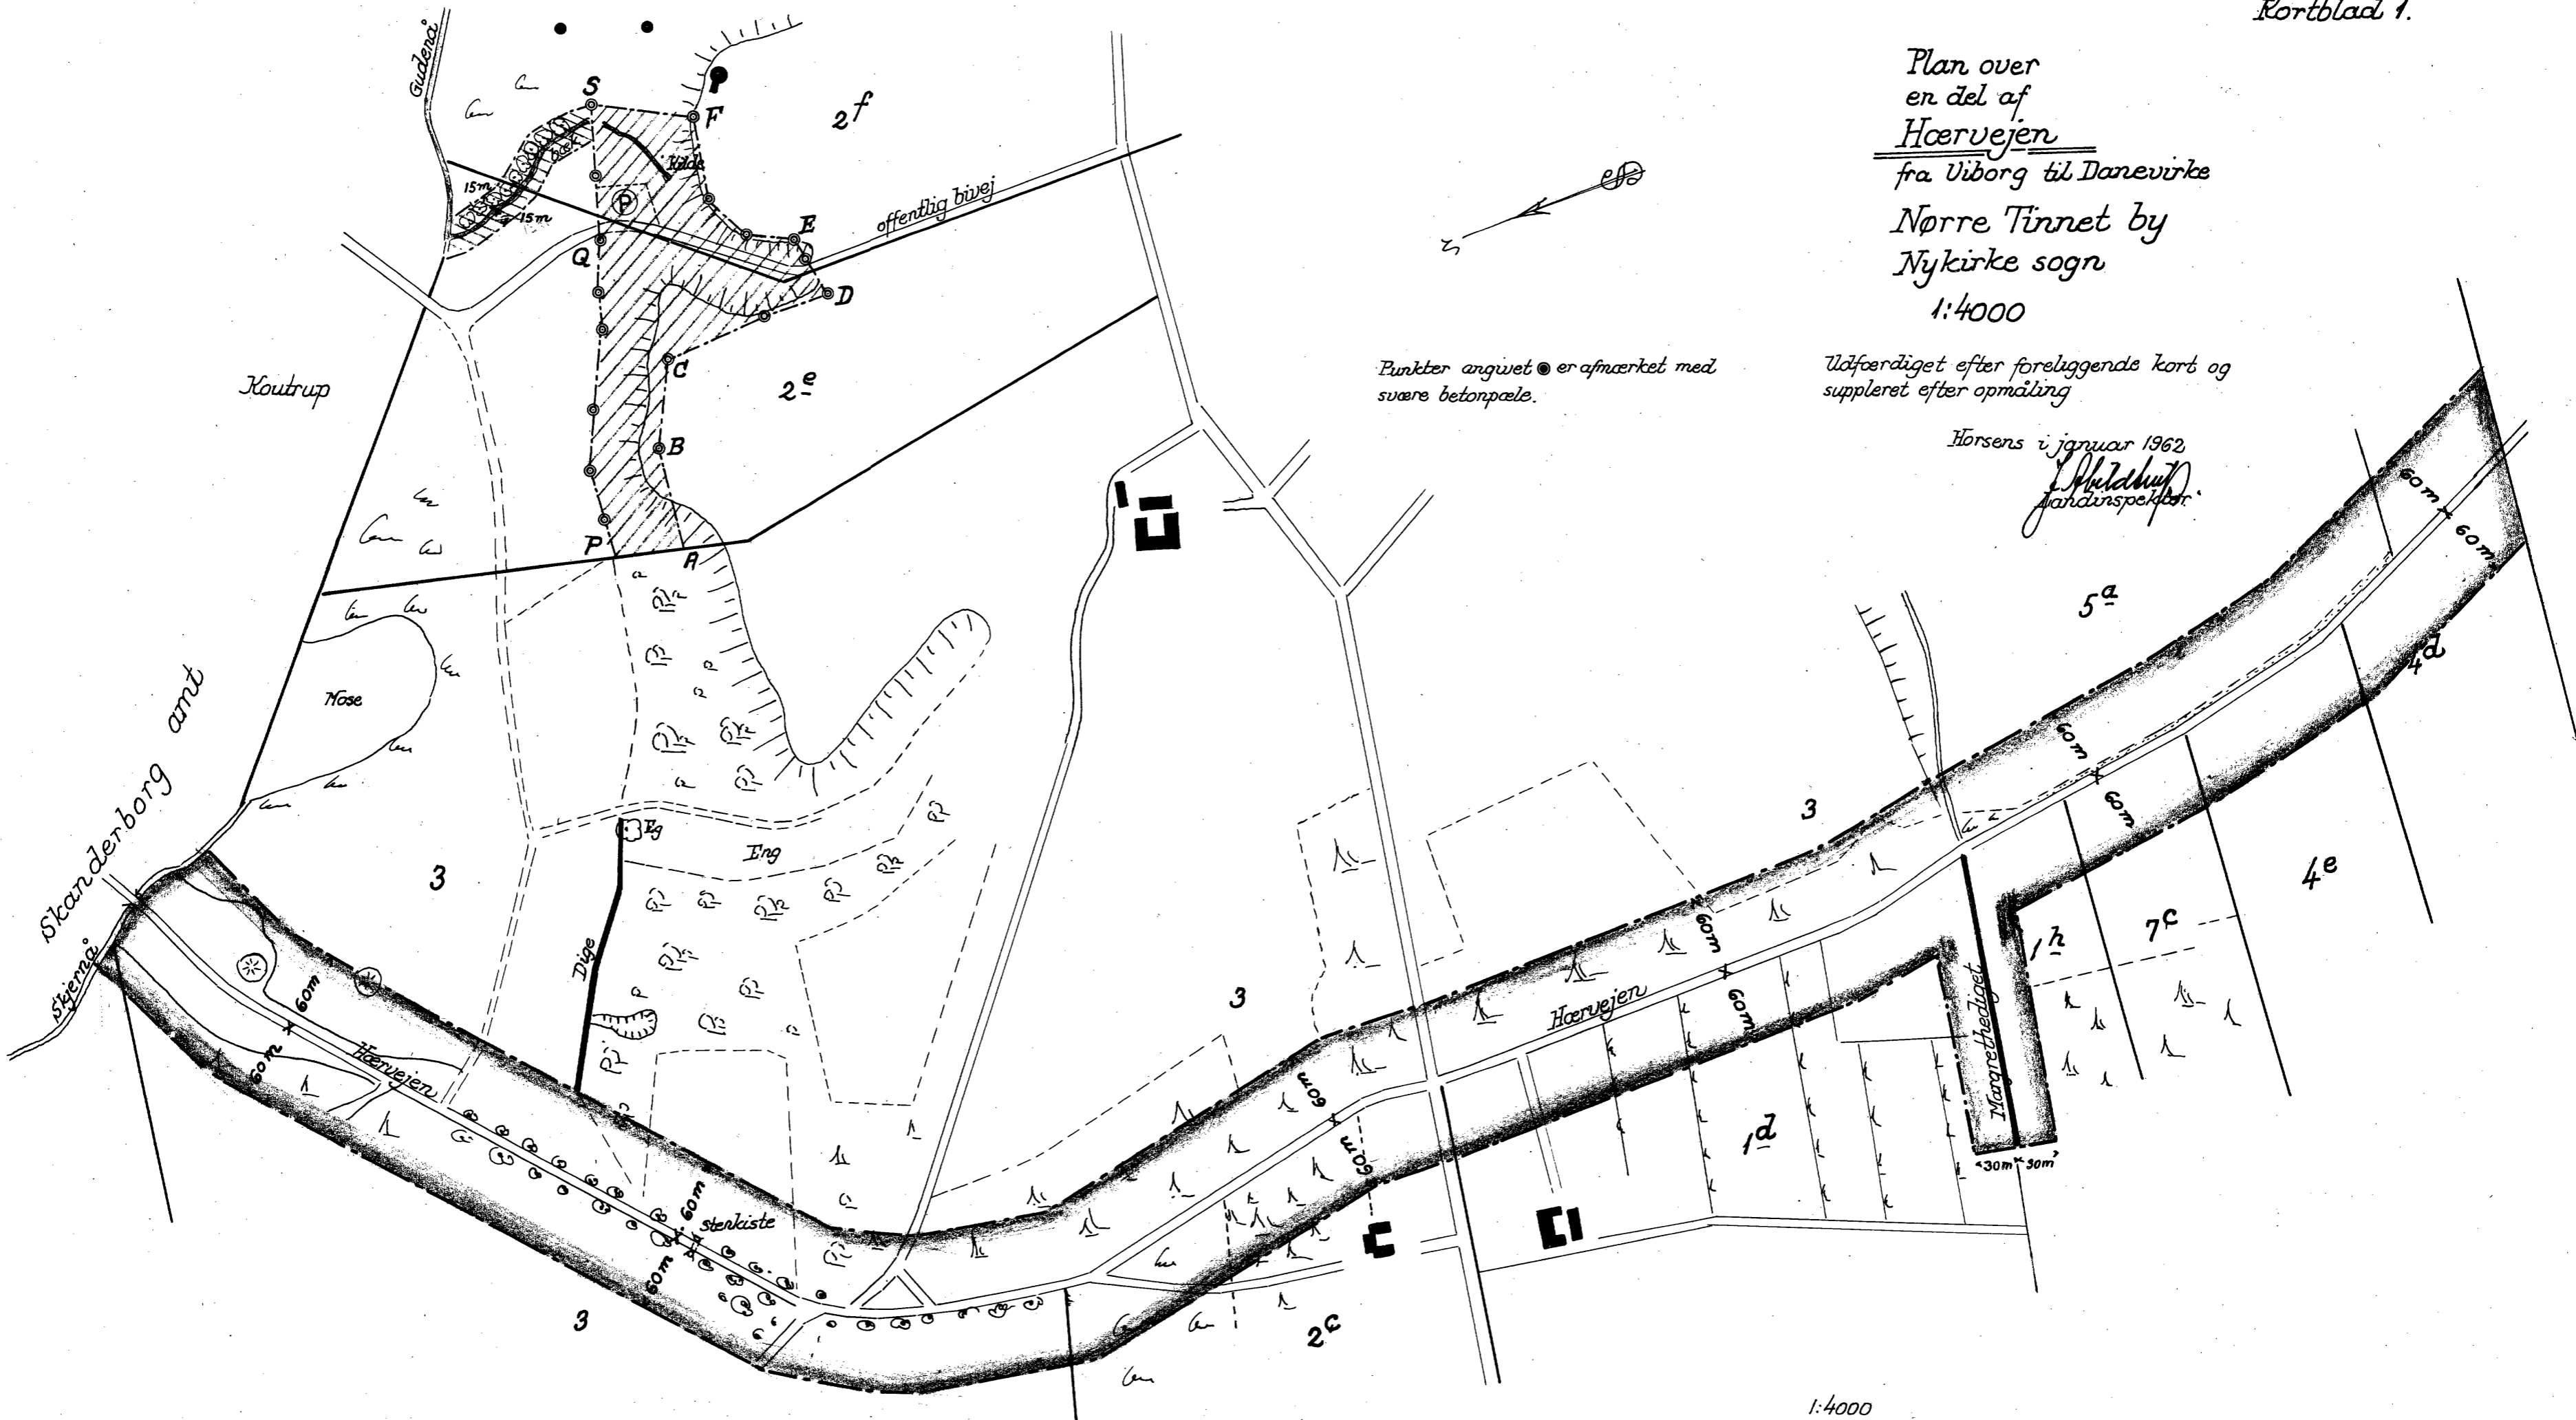 Kortblad 1.
Plan over
en del af
Hærvejen
fra Viborg til Danevirke
Nørre Tinnet by
Nykirke sogn
1:4000
Punkter angivet ◉ er afmærket med
svære betonpæle.
Udfærdiget efter foreliggende kort og
suppleret efter opmåling
Horsens i januar 1962
landinspektør.
Gudenå
S
F
2f
Kilde
bæk
15m
15m
P
Q
E
offentlig bivej
D
C
2e
B
P
A
Koutrup
Mose
Skanderborg amt
Skjernå
3
Eg
Eng
Dige
60m
60m
Hærvejen
60m
stenkiste
60m
3
3
60m
60m
2c
Hærvejen
60m
60m
3
1d
Margrethediget
30m
30m
1h
7c
4e
60m
60m
5a
4d
60m
60m
1:4000